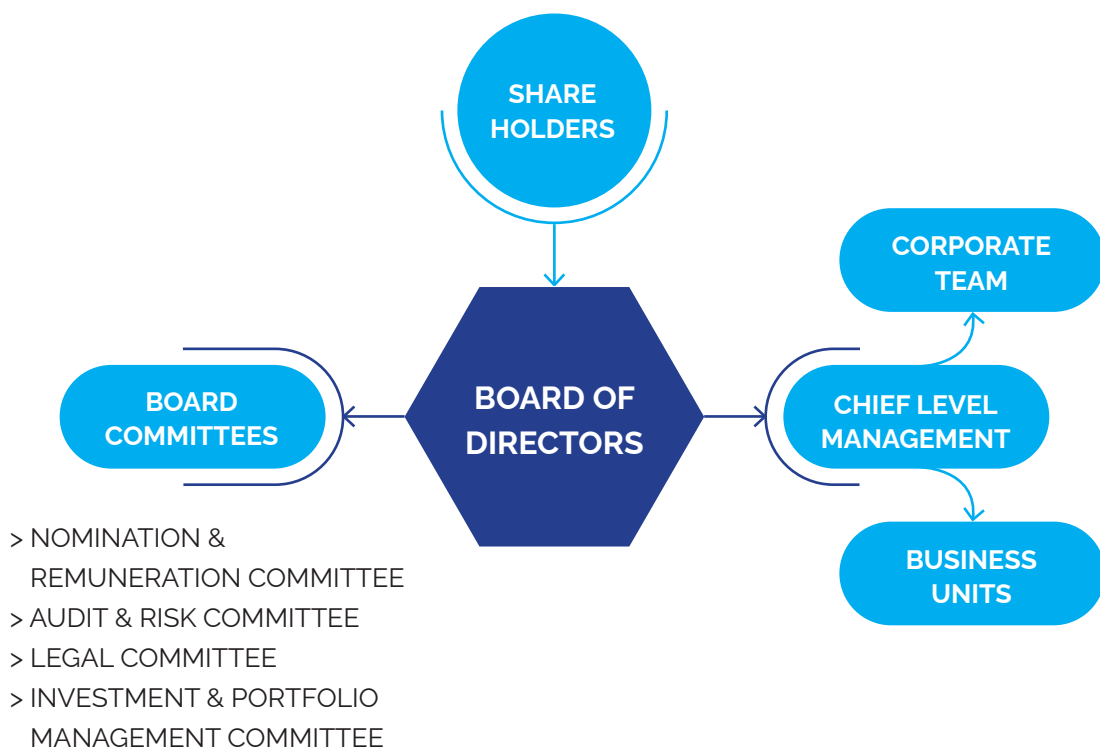 SHARE
HOLDERS
CORPORATE
TEAM
BOARD
COMMITTEES
BOARD OF
DIRECTORS
CHIEF LEVEL
MANAGEMENT
BUSINESS
UNITS
> NOMINATION &
REMUNERATION COMMITTEE
> AUDIT & RISK COMMITTEE
> LEGAL COMMITTEE
> INVESTMENT & PORTFOLIO
MANAGEMENT COMMITTEE